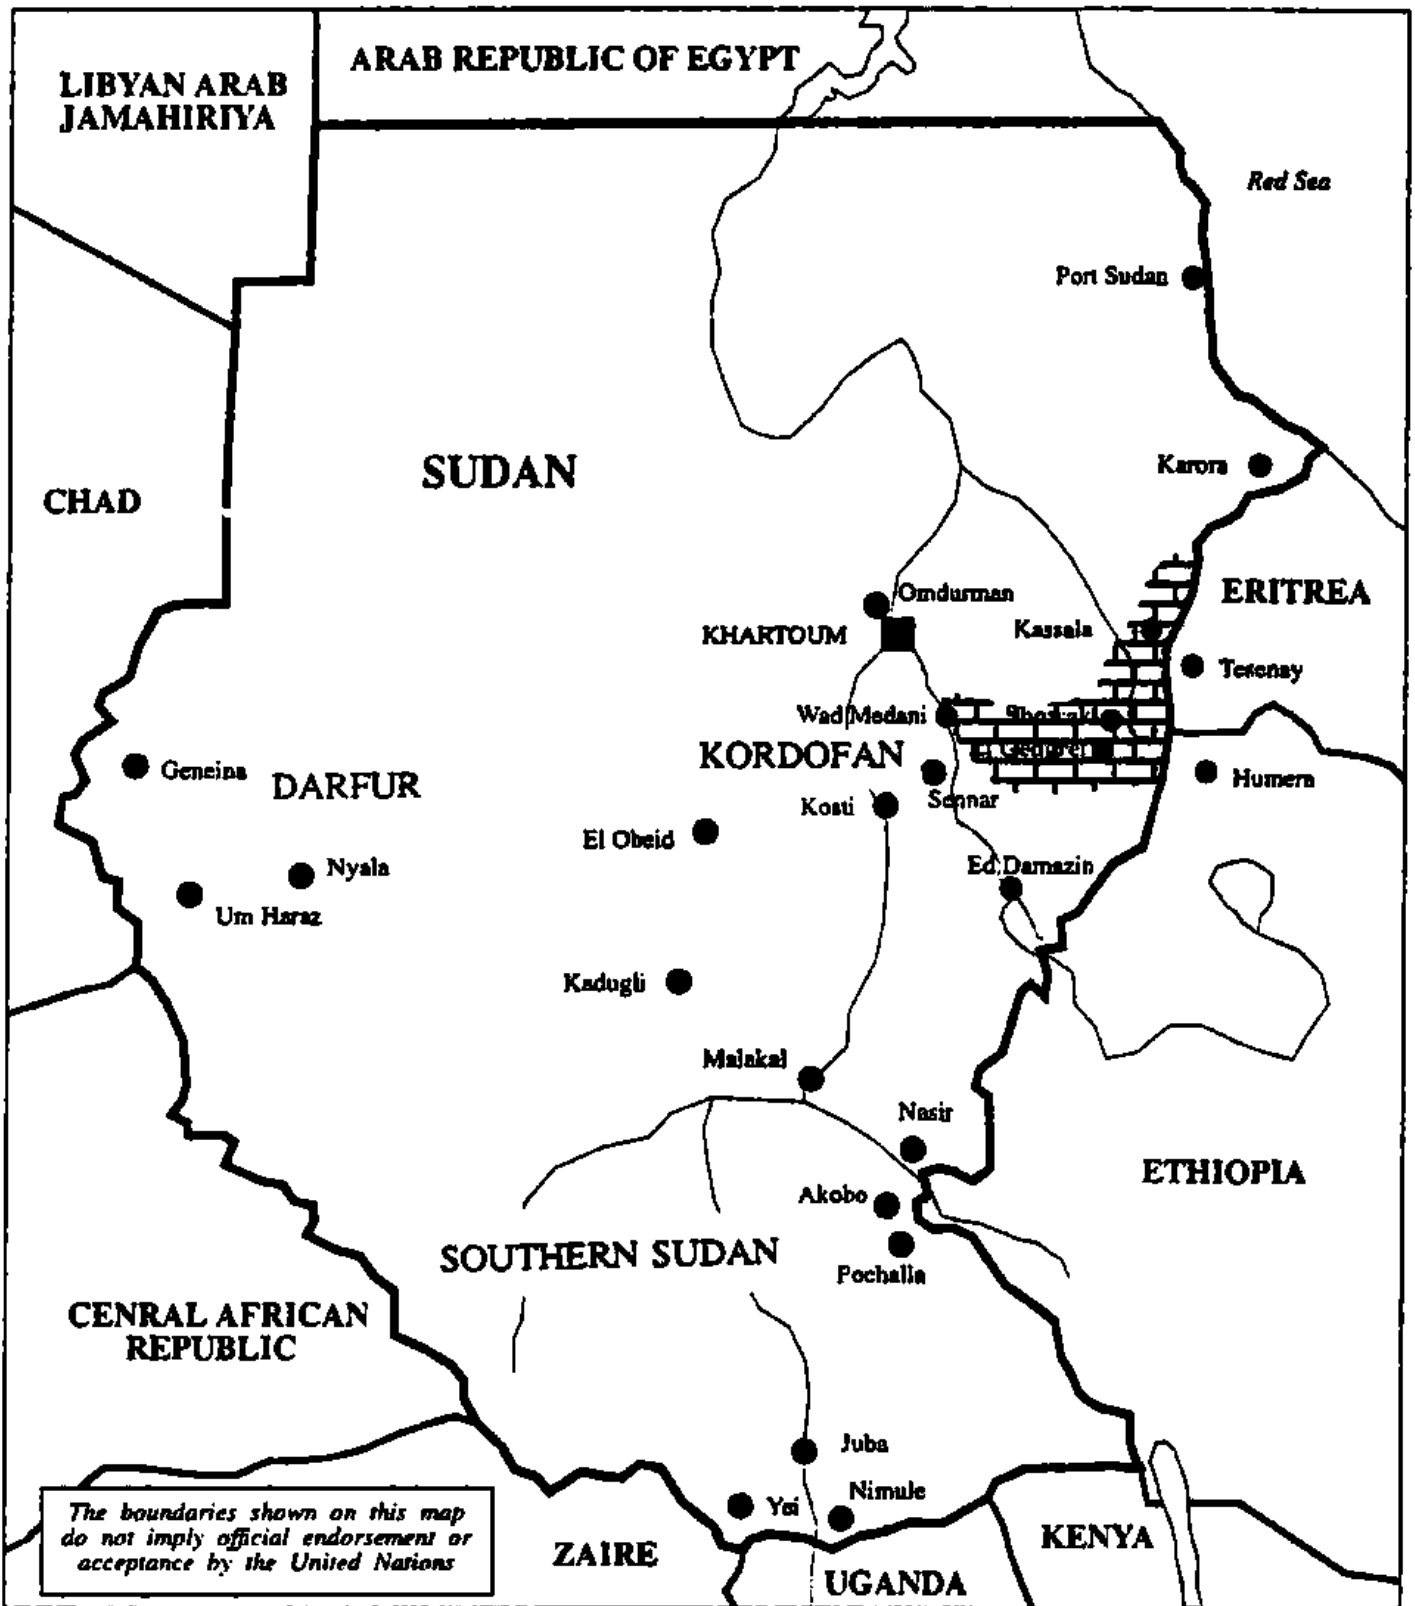 ARAB REPUBLIC OF EGYPT
LIBYAN ARAB
JAMAHIRIYA
Red Sea
Port Sudan
SUDAN
Karora
CHAD
ERITREA
Omdurman
KHARTOUM
Kassala
Tesenay
Wad Medani
KORDOFAN
Humera
Geneina
DARFUR
Sennar
Kosti
El Obeid
Nyala
Ed Damazin
Um Haraz
Kadugli
Malakal
Nasir
ETHIOPIA
Akobo
SOUTHERN SUDAN
Pochalla
CENRAL AFRICAN
REPUBLIC
Juba
Nimule
Yei
The boundaries shown on this map
do not imply official endorsement or
acceptance by the United Nations
KENYA
ZAIRE
UGANDA